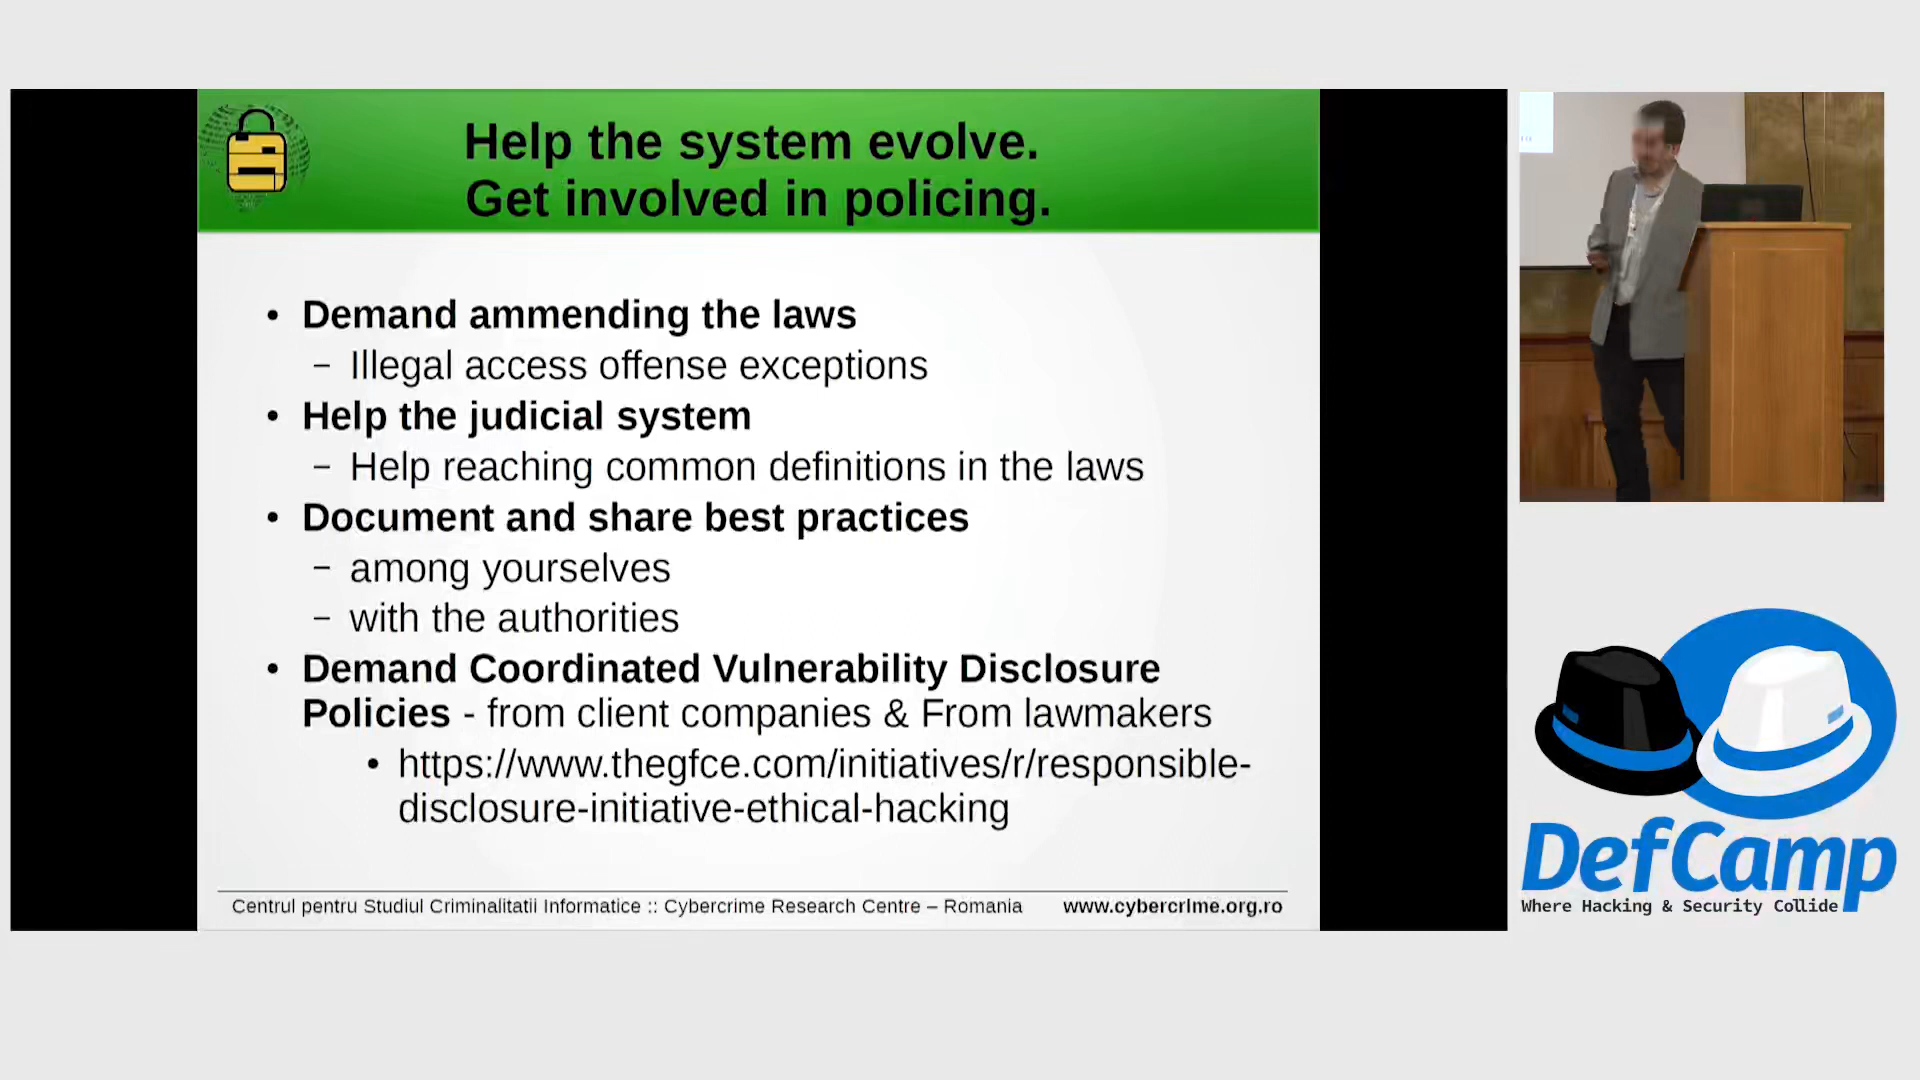 Help the system evolve.
Get involved in policing.
• Demand ammending the laws
– Illegal access offense exceptions
• Help the judicial system
– Help reaching common definitions in the laws
• Document and share best practices
– among yourselves
– with the authorities
• Demand Coordinated Vulnerability Disclosure
Policies - from client companies & From lawmakers
• https://www.thegfce.com/initiatives/r/responsible-
disclosure-initiative-ethical-hacking
Centrul pentru Studiul Criminalitatii Informatice :: Cybercrime Research Centre – Romania www.cybercrime.org.ro
DefCamp
Where Hacking & Security Collide